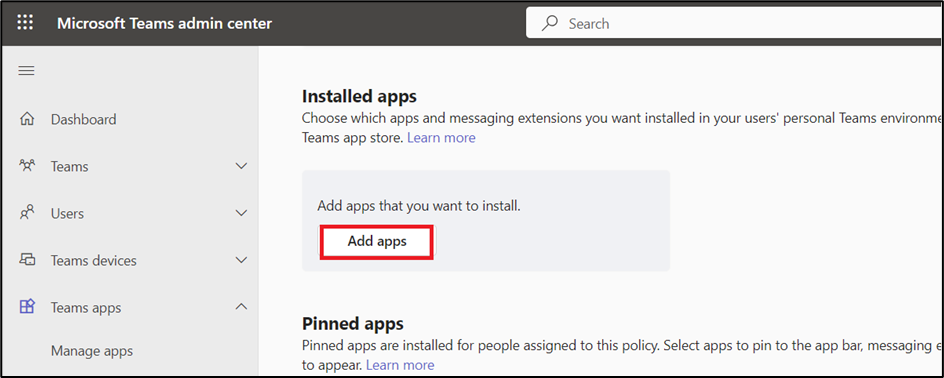 Microsoft Teams admin center
Search
Dashboard
Teams
Users
Teams devices
Teams apps
Manage apps
Installed apps
Choose which apps and messaging extensions you want installed in your users' personal Teams
Teams app store. Learn more
Add apps that you want to install.
Add apps
Pinned apps
Pinned apps are installed for people assigned to this policy. Select apps to pin to the app bar, messaging
to appear. Learn more